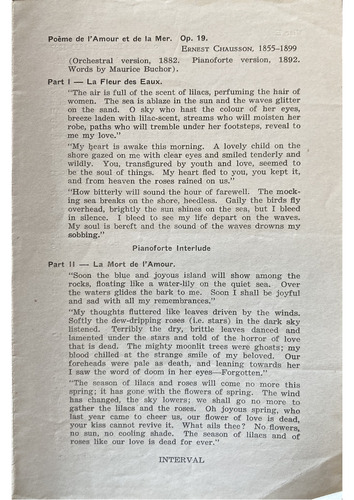 Poème de l'Amour et de la Mer. Op. 19.
ERNEST CHAUSSON, 1855-1899
(Orchestral version, 1882. Pianoforte version, 1892.
Words by Maurice Buchor).
Part I — La Fleur des Eaux.
"The air is full of the scent of lilacs, perfuming the hair of
women. The sea is ablaze in the sun and the waves glitter
on the sand. O sky who hast the colour of her eyes,
breeze laden with lilac-scent, streams who will moisten her
robe, paths who will tremble under her footsteps, reveal to
me my love."
"My heart is awake this morning. A lovely child on the
shore gazed on me with clear eyes and smiled tenderly and
wildly. You, transfigured by youth and love, seemed to
be the soul of things. My heart fled to you, you kept it,
and from heaven the roses rained on us."
"How bitterly will sound the hour of farewell. The mock-
ing sea breaks on the shore, heedless. Gaily the birds fly
overhead, brightly the sun shines on the sea, but I bleed
in silence. I bleed to see my life depart on the waves.
My soul is bereft and the sound of the waves drowns my
sobbing."
Pianoforte Interlude
Part II — La Mort de l'Amour.
"Soon the blue and joyous island will show among the
rocks, floating like a water-lily on the quiet sea. Over
the waters glides the bark to me. Soon I shall be joyful
and sad with all my remembrances."
"My thoughts fluttered like leaves driven by the winds.
Softly the dew-dripping roses (i.e. stars) in the dark sky
listened. Terribly the dry, brittle leaves danced and
lamented under the stars and told of the horror of love
that is dead. The mighty moonlit trees were ghosts; my
blood chilled at the strange smile of my beloved. Our
foreheads were pale as death, and leaning towards her
I saw the word of doom in her eyes—Forgotten."
"The season of lilacs and roses will come no more this
spring; it has gone with the flowers of spring. The wind
has changed, the sky lowers; we shall go no more to
gather the lilacs and the roses. Oh joyous spring, who
last year came to cheer us, our flower of love is dead,
your kiss cannot revive it. What ails thee? No flowers,
no sun, no cooling shade. The season of lilacs and of
roses like our love is dead for ever."
INTERVAL